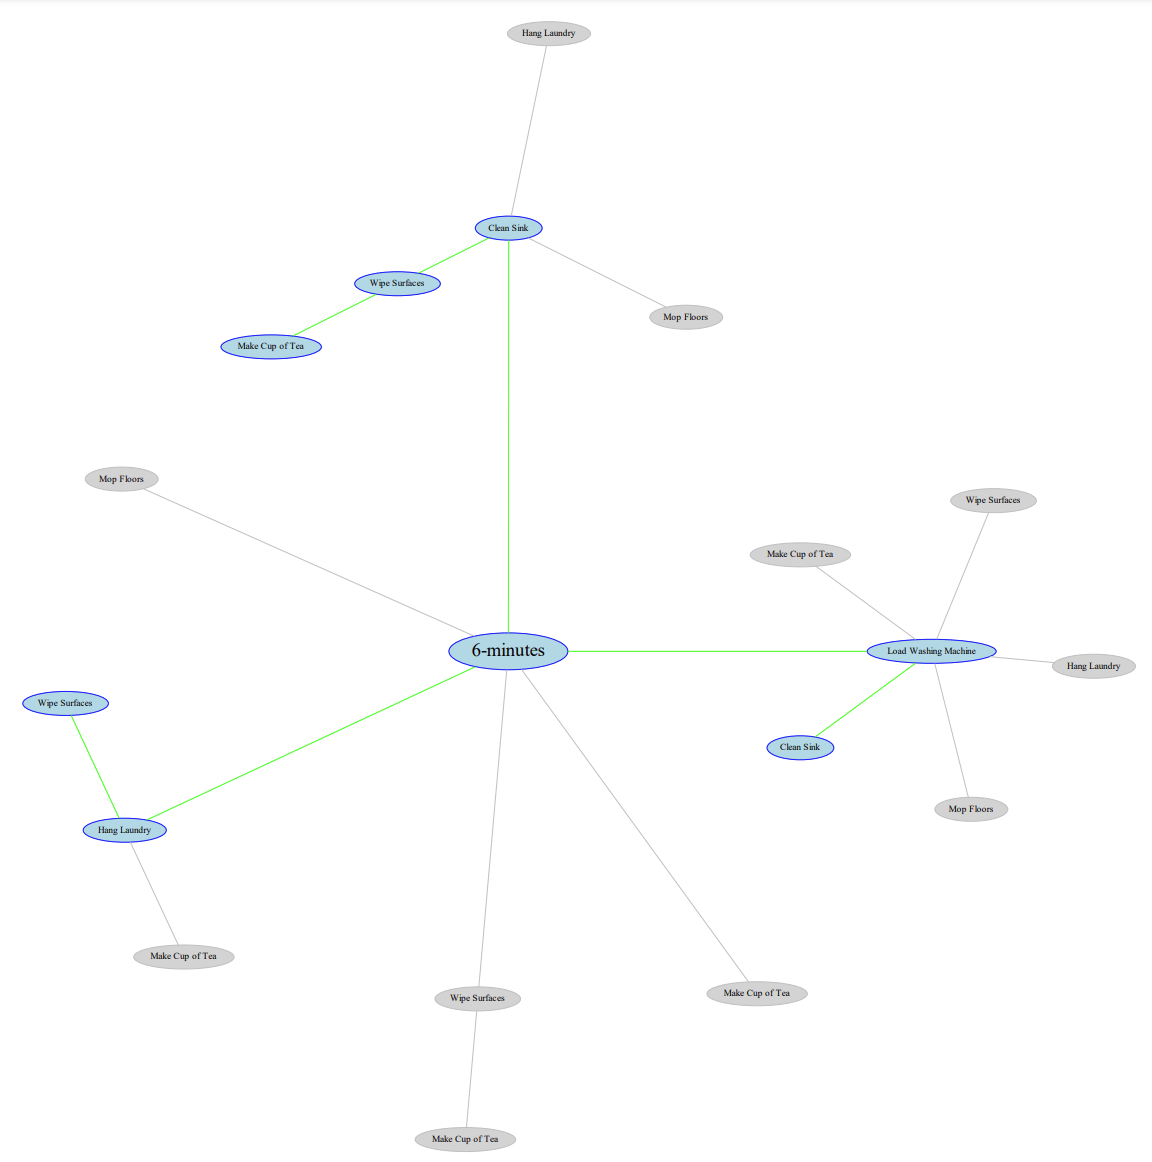 Hang Laundry
Clean Sink
Wipe Surfaces
Mop Floors
Make Cup of Tea
Mop Floors
Wipe Surfaces
Make Cup of Tea
6-minutes
Load Washing Machine
Hang Laundry
Wipe Surfaces
Clean Sink
Mop Floors
Hang Laundry
Make Cup of Tea
Make Cup of Tea
Wipe Surfaces
Make Cup of Tea